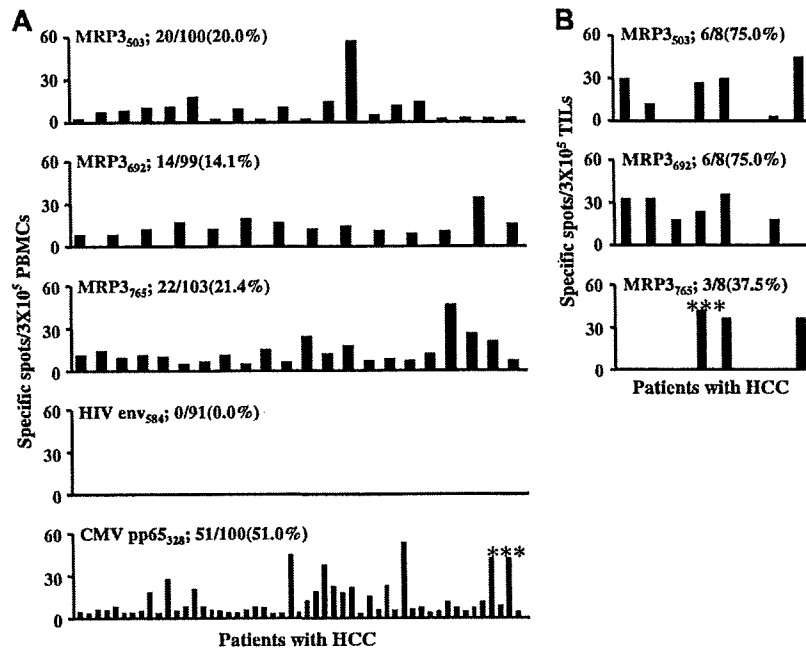 A
Specific spots/3X10⁵ PBMCs
MRP3₅₀₃; 20/100(20.0%)
60
30
0
MRP3₆₉₂; 14/99(14.1%)
60
30
0
MRP3₇₆₅; 22/103(21.4%)
60
30
0
HIV env₅₈₄; 0/91(0.0%)
60
30
0
CMV pp65₃₂₈; 51/100(51.0%)
60
30
0
***
Patients with HCC
B
Specific spots/3X10⁵ TILs
MRP3₅₀₃ 6/8(75.0%)
60
30
0
MRP3₆₉₂; 6/8(75.0%)
60
30
0
MRP3₇₆₅; 3/8(37.5%)
60
30
0
***
Patients with HCC